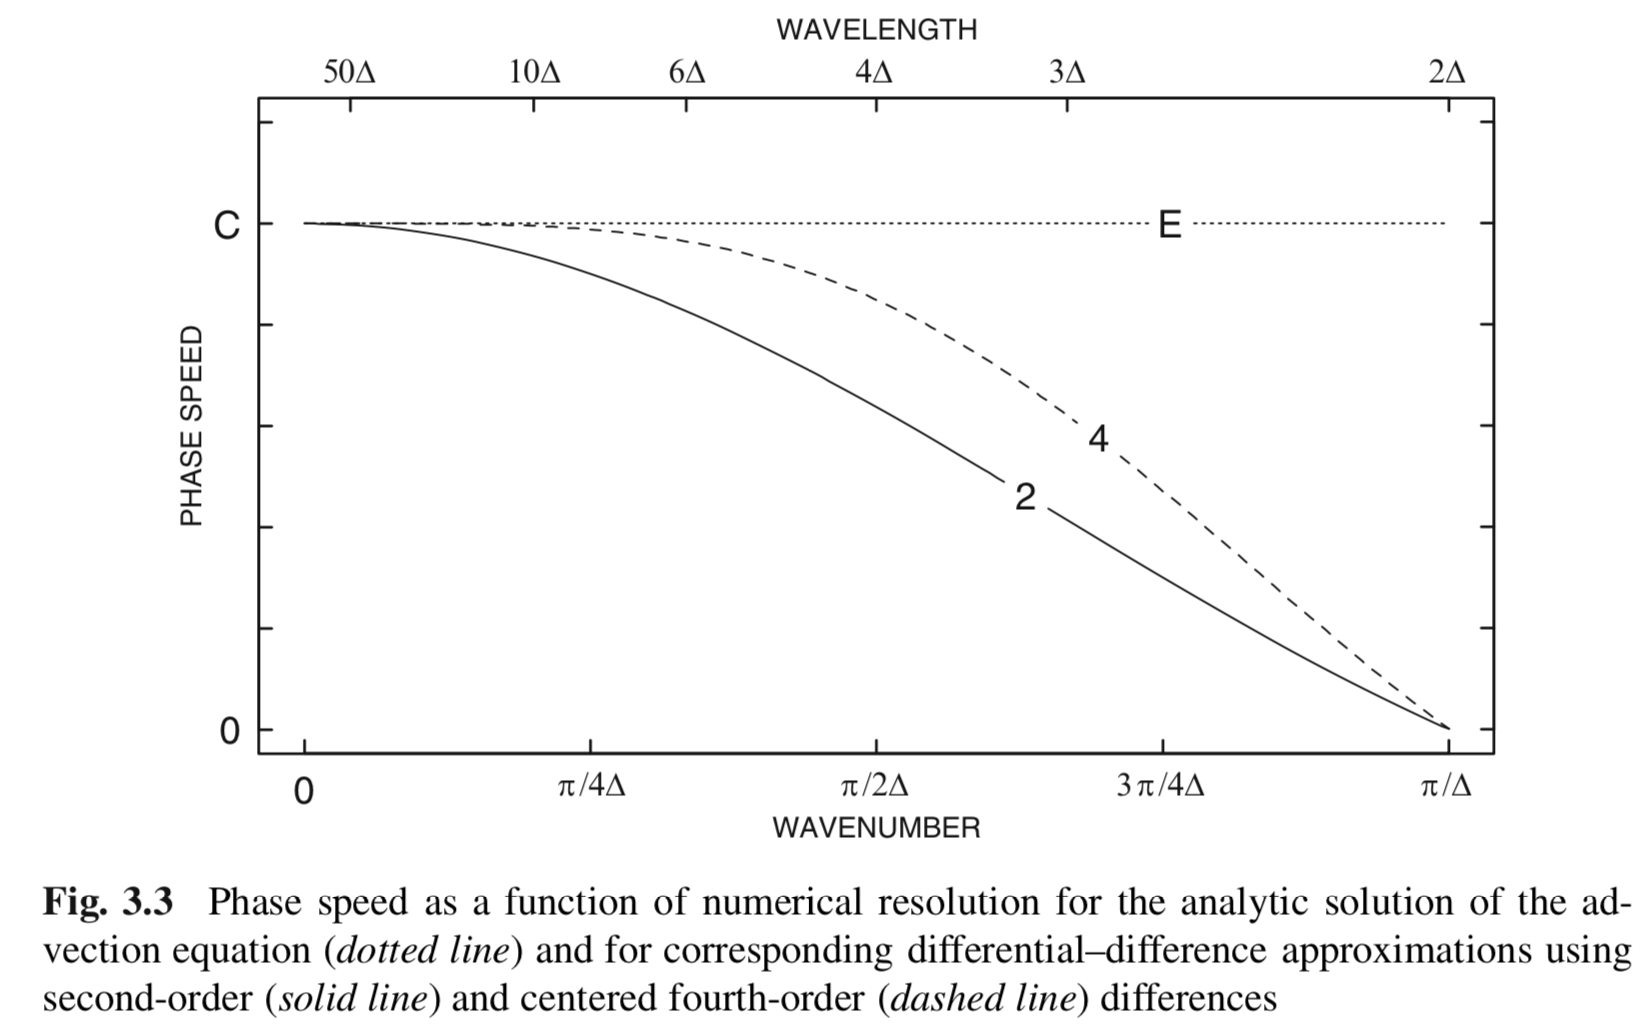 WAVELENGTH
50Δ 10Δ 6Δ 4Δ 3Δ 2Δ
C
E
PHASE SPEED
4
2
0
0 π/4Δ π/2Δ 3π/4Δ π/Δ
WAVENUMBER
Fig. 3.3 Phase speed as a function of numerical resolution for the analytic solution of the ad-
vection equation (dotted line) and for corresponding differential–difference approximations using
second-order (solid line) and centered fourth-order (dashed line) differences